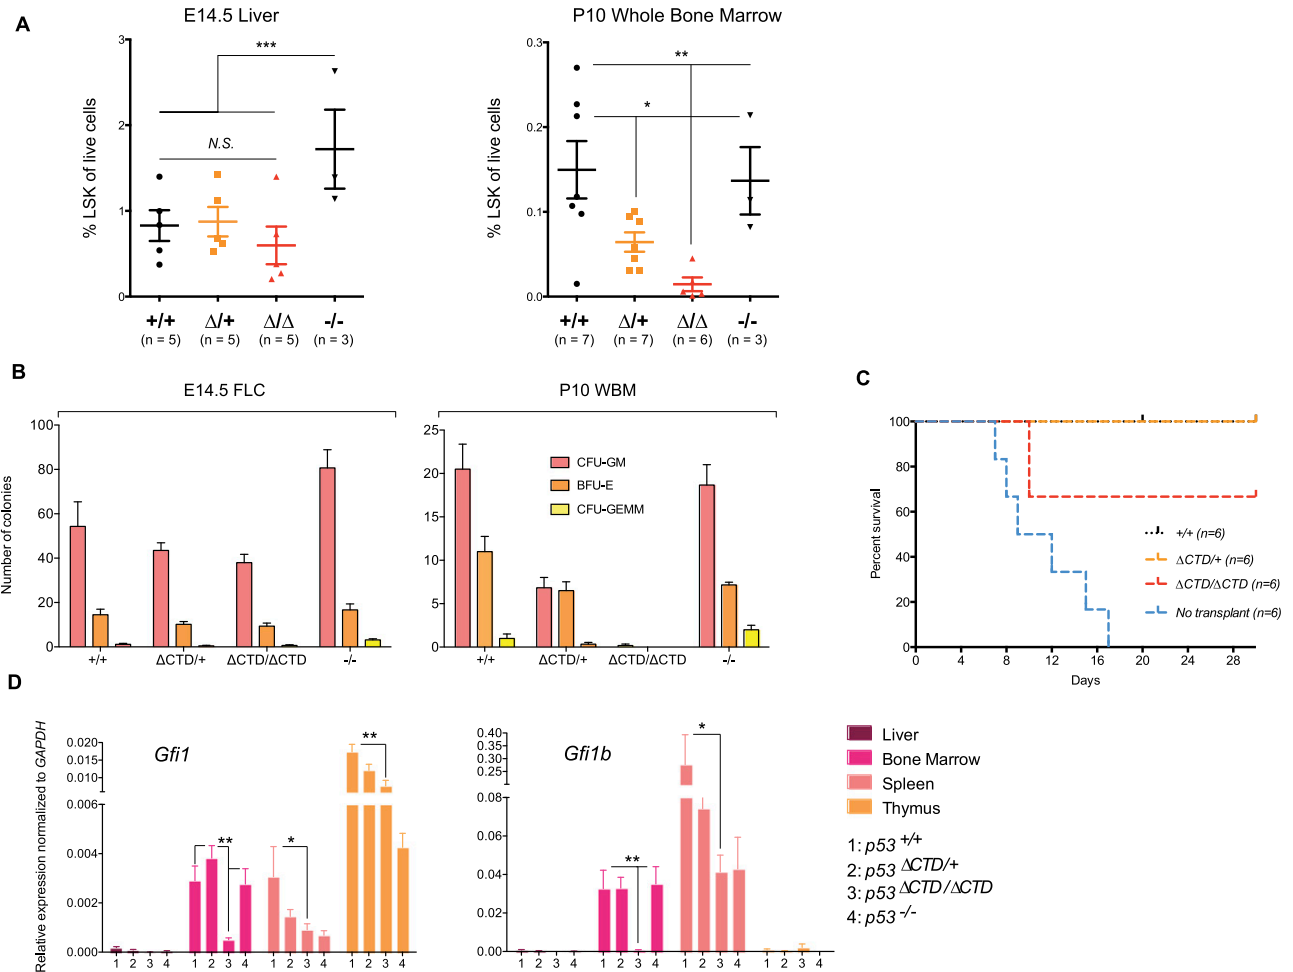 A
E14.5 Liver
P10 Whole Bone Marrow
% LSK of live cells
3
2
1
0
***
N.S.
+/+ Δ/+ Δ/Δ -/-
(n = 5) (n = 5) (n = 5) (n = 3)
% LSK of live cells
0.3
0.2
0.1
0.0
**
*
+/+ Δ/+ Δ/Δ -/-
(n = 7) (n = 7) (n = 6) (n = 3)
B
E14.5 FLC
P10 WBM
Number of colonies
100
80
60
40
20
0
+/+ ΔCTD/+ ΔCTD/ΔCTD -/-
25
20
15
10
5
0
CFU-GM
BFU-E
CFU-GEMM
+/+ ΔCTD/+ ΔCTD/ΔCTD -/-
C
Percent survival
100
80
60
40
20
0
+/+ (n=6)
ΔCTD/+ (n=6)
ΔCTD/ΔCTD (n=6)
No transplant (n=6)
0 4 8 12 16 20 24 28
Days
D
Relative expression normalized to GAPDH
Gfi1
0.020
0.015
0.010
0.006
0.004
0.002
0.000
**
*
**
1 2 3 4 1 2 3 4 1 2 3 4 1 2 3 4
Gfi1b
0.40
0.35
0.30
0.25
0.08
0.06
0.04
0.02
0.00
**
*
1 2 3 4 1 2 3 4 1 2 3 4 1 2 3 4
Liver
Bone Marrow
Spleen
Thymus
1: p53 +/+
2: p53 ΔCTD/+
3: p53 ΔCTD/ΔCTD
4: p53 -/-